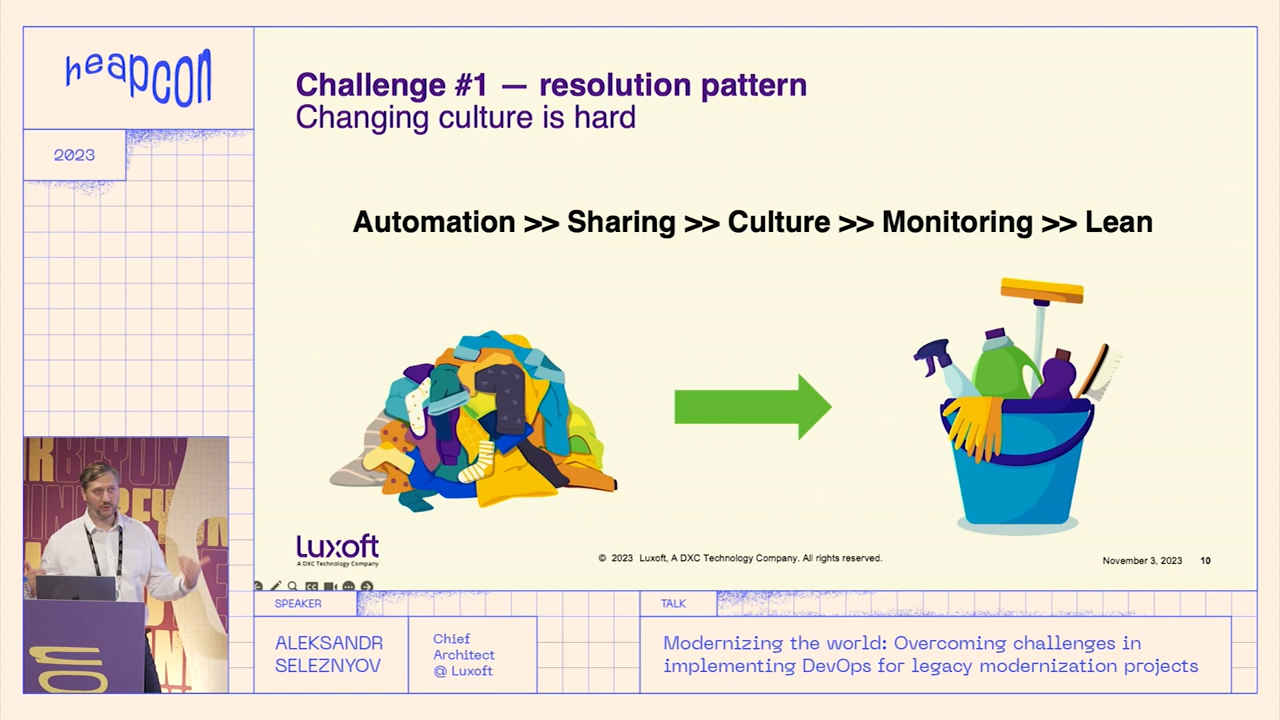 heapcon
2023
Challenge #1 — resolution pattern
Changing culture is hard
Automation >> Sharing >> Culture >> Monitoring >> Lean
Luxoft
A DXC Technology Company
© 2023 Luxoft, A DXC Technology Company. All rights reserved.
November 3, 2023 10
SPEAKER
ALEKSANDR
SELEZNYOV
Chief
Architect
@ Luxoft
TALK
Modernizing the world: Overcoming challenges in
implementing DevOps for legacy modernization projects